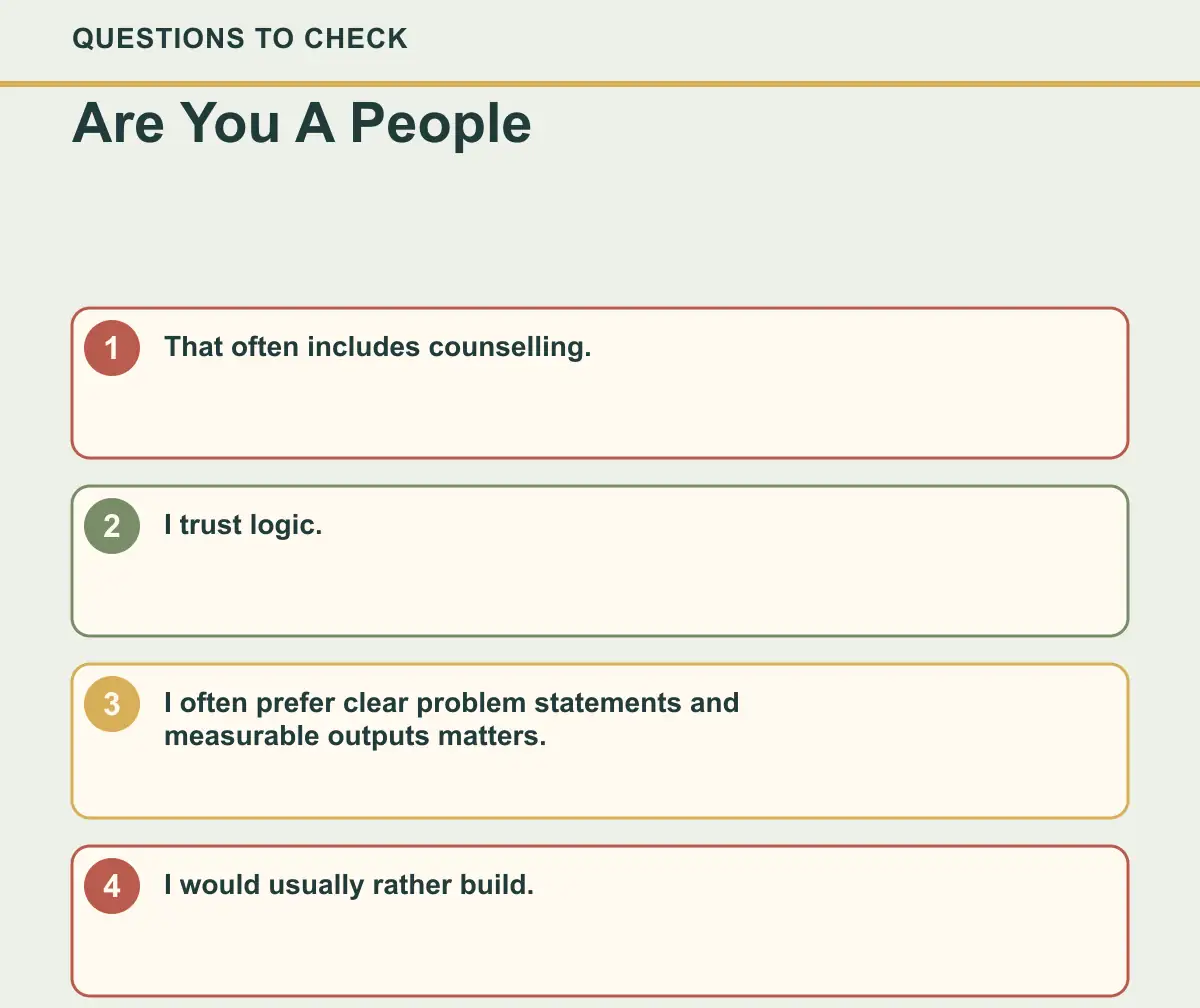 QUESTIONS TO CHECK
Are You A People
1
That often includes counselling.
2
I trust logic.
3
I often prefer clear problem statements and
measurable outputs matters.
4
I would usually rather build.